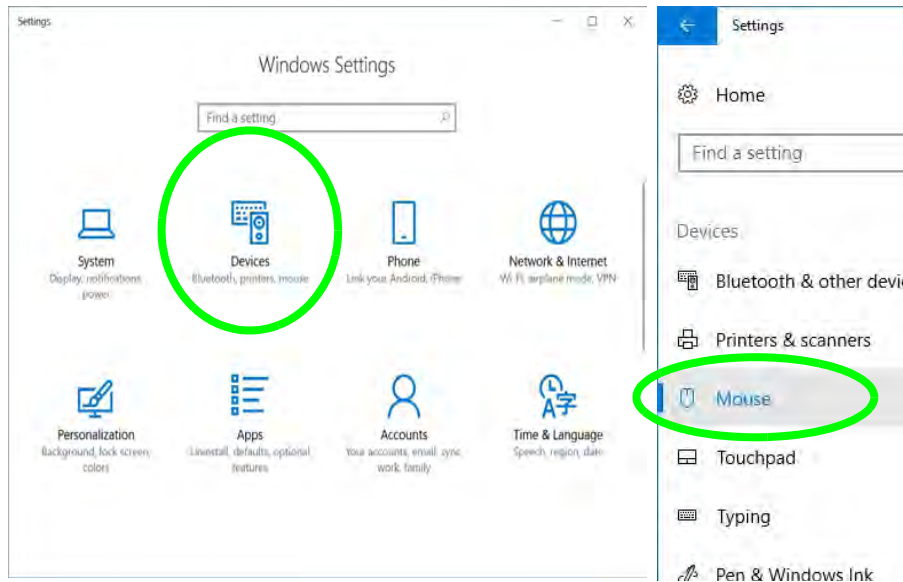 Settings
Windows Settings
Find a setting
System
Display, notifications,
power
Devices
Bluetooth, printers, mouse
Phone
Link your Android, iPhone
Network & Internet
Wi-Fi, airplane mode, VPN
Personalization
Background, lock screen,
colors
Apps
Uninstall, defaults, optional
features
Accounts
Your accounts, email, sync,
work, family
Time & Language
Speech, region, date
Settings
Home
Find a setting
Devices
Bluetooth & other devi
Printers & scanners
Mouse
Touchpad
Typing
Pen & Windows Ink